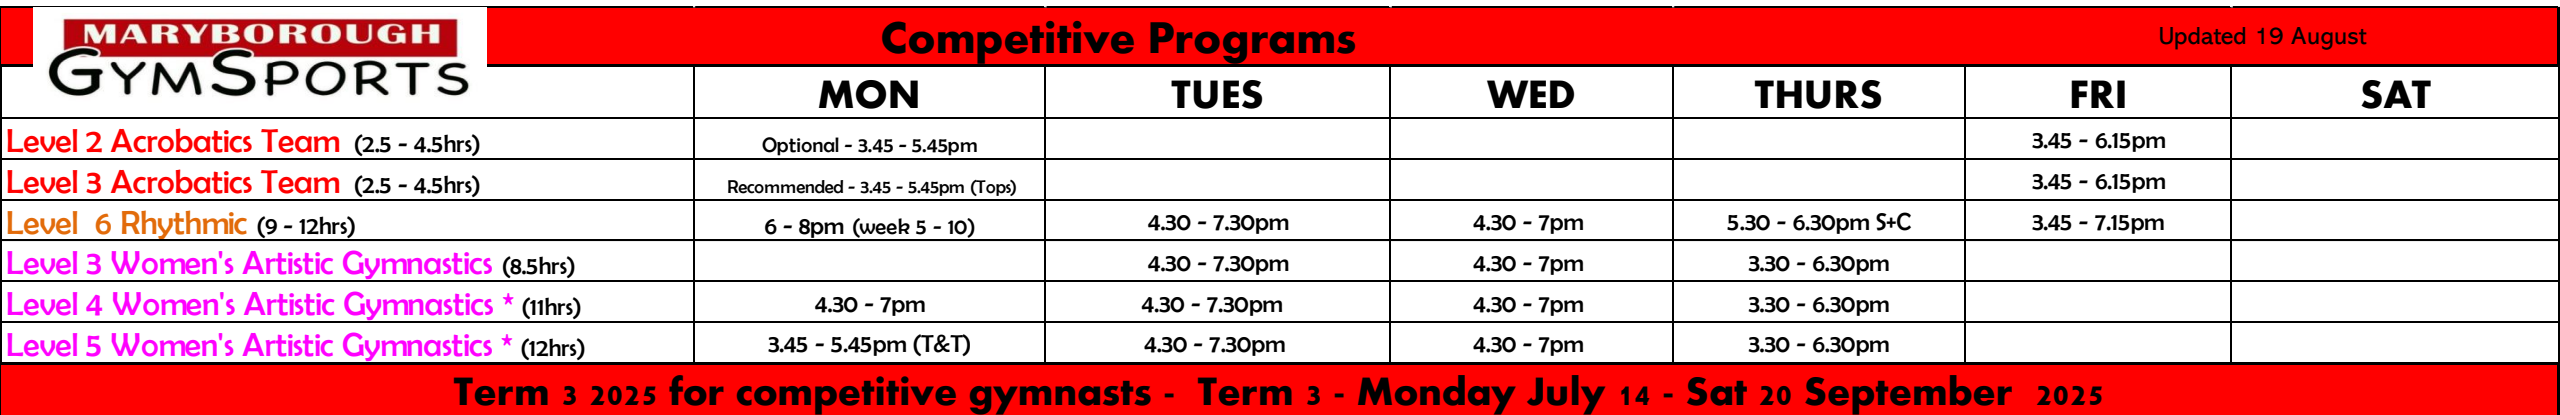 MARYBOROUGH
GYMSPORTS
Competitive Programs Updated 19 August
MON TUES WED THURS FRI SAT
Level 2 Acrobatics Team (2.5 - 4.5hrs) Optional - 3.45 - 5.45pm 3.45 - 6.15pm
Level 3 Acrobatics Team (2.5 - 4.5hrs) Recommended - 3.45 - 5.45pm (Tops) 3.45 - 6.15pm
Level 6 Rhythmic (9 - 12hrs) 6 - 8pm (week 5 - 10) 4.30 - 7.30pm 4.30 - 7pm 5.30 - 6.30pm S+C 3.45 - 7.15pm
Level 3 Women's Artistic Gymnastics (8.5hrs) 4.30 - 7.30pm 4.30 - 7pm 3.30 - 6.30pm
Level 4 Women's Artistic Gymnastics * (11hrs) 4.30 - 7pm 4.30 - 7.30pm 4.30 - 7pm 3.30 - 6.30pm
Level 5 Women's Artistic Gymnastics * (12hrs) 3.45 - 5.45pm (T&T) 4.30 - 7.30pm 4.30 - 7pm 3.30 - 6.30pm
Term 3 2025 for competitive gymnasts - Term 3 - Monday July 14 - Sat 20 September 2025